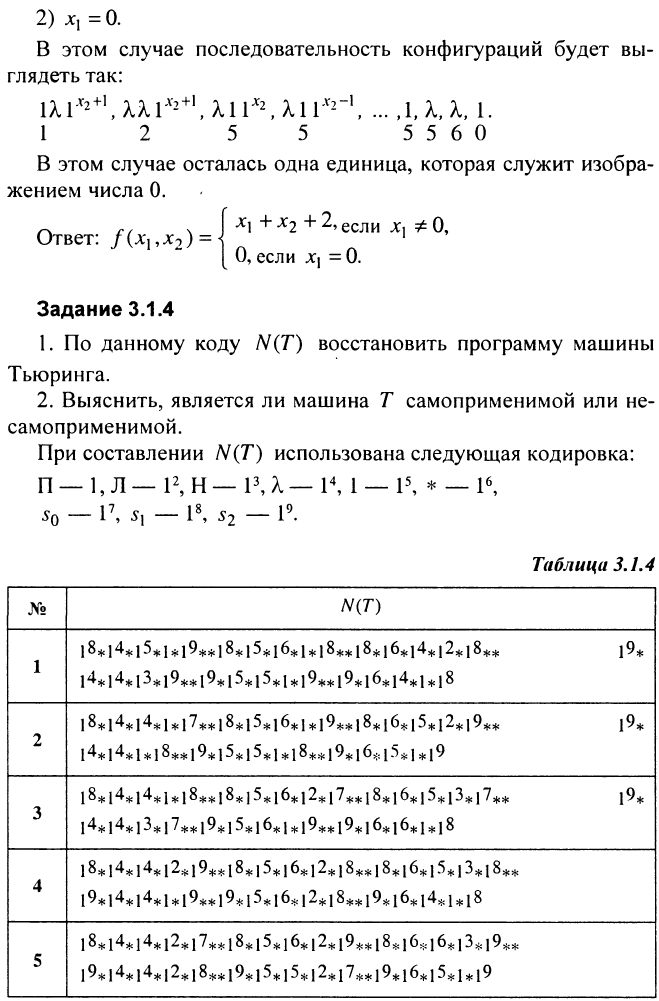 2) x₁ = 0.
В этом случае последовательность конфигураций будет вы-
глядеть так:
1λ1^{x₂+1}, λλ1^{x₂+1}, λ11^{x₂}, λ11^{x₂−1}, ... ,1, λ, λ, 1.
1 2 5 5 5 5 6 0
В этом случае осталась одна единица, которая служит изобра-
жением числа 0.
Ответ: f(x₁,x₂) = { x₁ + x₂ + 2, если x₁ ≠ 0,
0, если x₁ = 0.
Задание 3.1.4
1. По данному коду N(T) восстановить программу машины
Тьюринга.
2. Выяснить, является ли машина T самоприменимой или не-
самоприменимой.
При составлении N(T) использована следующая кодировка:
П — 1, Л — 1², Н — 1³, λ — 1⁴, 1 — 1⁵, * — 1⁶,
s₀ — 1⁷, s₁ — 1⁸, s₂ — 1⁹.
Таблица 3.1.4
№ N(T)
1 1⁸*1⁴*1⁵*1*1⁹**1⁸*1⁵*1⁶*1*1⁸**1⁸*1⁶*1⁴*1²*1⁸** 1⁹*
1⁴*1⁴*1³*1⁹**1⁹*1⁵*1⁵*1*1⁹**1⁹*1⁶*1⁴*1*1⁸
2 1⁸*1⁴*1⁴*1*1⁷**1⁸*1⁵*1⁶*1*1⁹**1⁸*1⁶*1⁵*1²*1⁹** 1⁹*
1⁴*1⁴*1*1⁸**1⁹*1⁵*1⁵*1*1⁸**1⁹*1⁶*1⁵*1*1⁹
3 1⁸*1⁴*1⁴*1*1⁸**1⁸*1⁵*1⁶*1²*1⁷**1⁸*1⁶*1⁵*1³*1⁷** 1⁹*
1⁴*1⁴*1³*1⁷**1⁹*1⁵*1⁶*1*1⁹**1⁹*1⁶*1⁶*1*1⁸
4 1⁸*1⁴*1⁴*1²*1⁹**1⁸*1⁵*1⁶*1²*1⁸**1⁸*1⁶*1⁵*1³*1⁸**
1⁹*1⁴*1⁴*1*1⁹**1⁹*1⁵*1⁶*1²*1⁸**1⁹*1⁶*1⁴*1*1⁸
5 1⁸*1⁴*1⁴*1²*1⁷**1⁸*1⁵*1⁶*1²*1⁹**1⁸*1⁶*1⁶*1³*1⁹**
1⁹*1⁴*1⁴*1²*1⁸**1⁹*1⁵*1⁵*1²*1⁷**1⁹*1⁶*1⁵*1*1⁹